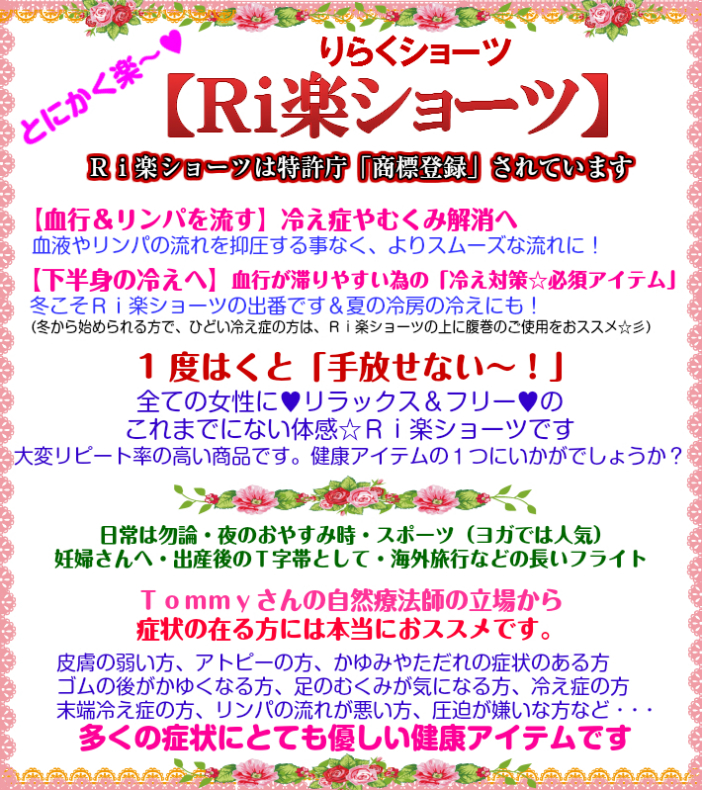 とにかく楽〜♥
りらくショーツ
【Ri楽ショーツ】
Ｒｉ楽ショーツは特許庁「商標登録」されています
【血行＆リンパを流す】冷え症やむくみ解消へ
血液やリンパの流れを抑圧する事なく、よりスムーズな流れに！
【下半身の冷えへ】血行が滞りやすい為の「冷え対策☆必須アイテム」
冬こそＲｉ楽ショーツの出番です＆夏の冷房の冷えにも！
(冬から始められる方で、ひどい冷え症の方は、Ｒｉ楽ショーツの上に腹巻のご使用をおススメ☆彡)
１度はくと「手放せない〜！」
全ての女性に♥リラックス＆フリー♥の
これまでにない体感☆Ｒｉ楽ショーツです
大変リピート率の高い商品です。健康アイテムの１つにいかがでしょうか？
日常は勿論・夜のおやすみ時・スポーツ（ヨガでは人気）
妊婦さんへ・出産後のＴ字帯として・海外旅行などの長いフライト
Ｔｏｍｍｙさんの自然療法師の立場から
症状の在る方には本当におススメです。
皮膚の弱い方、アトピーの方、かゆみやただれの症状のある方
ゴムの後がかゆくなる方、足のむくみが気になる方、冷え症の方
末端冷え症の方、リンパの流れが悪い方、圧迫が嫌いな方など・・・
多くの症状にとても優しい健康アイテムです